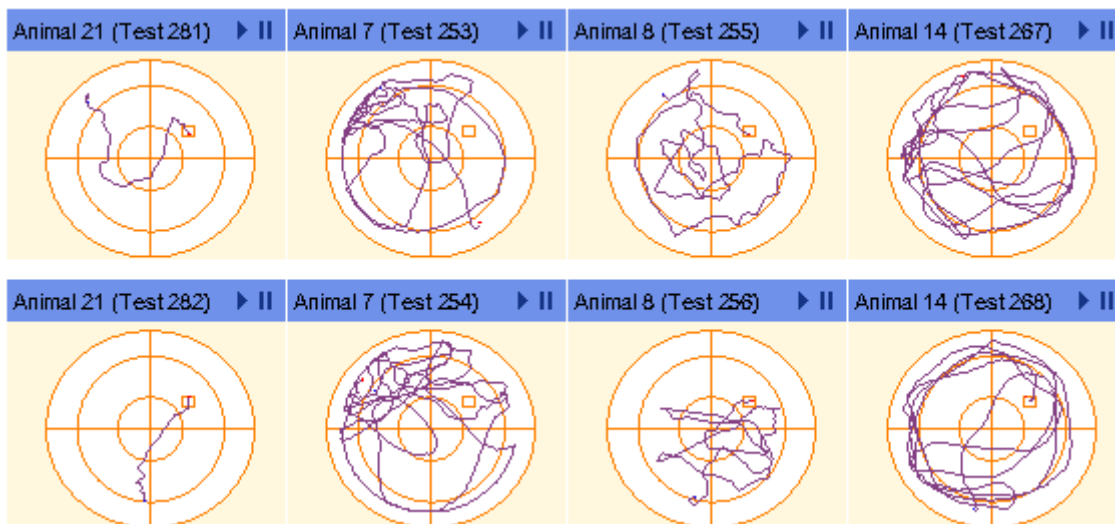 Animal 21 (Test 281)
Animal 7 (Test 253)
Animal 8 (Test 255)
Animal 14 (Test 267)
Animal 21 (Test 282)
Animal 7 (Test 254)
Animal 8 (Test 256)
Animal 14 (Test 268)